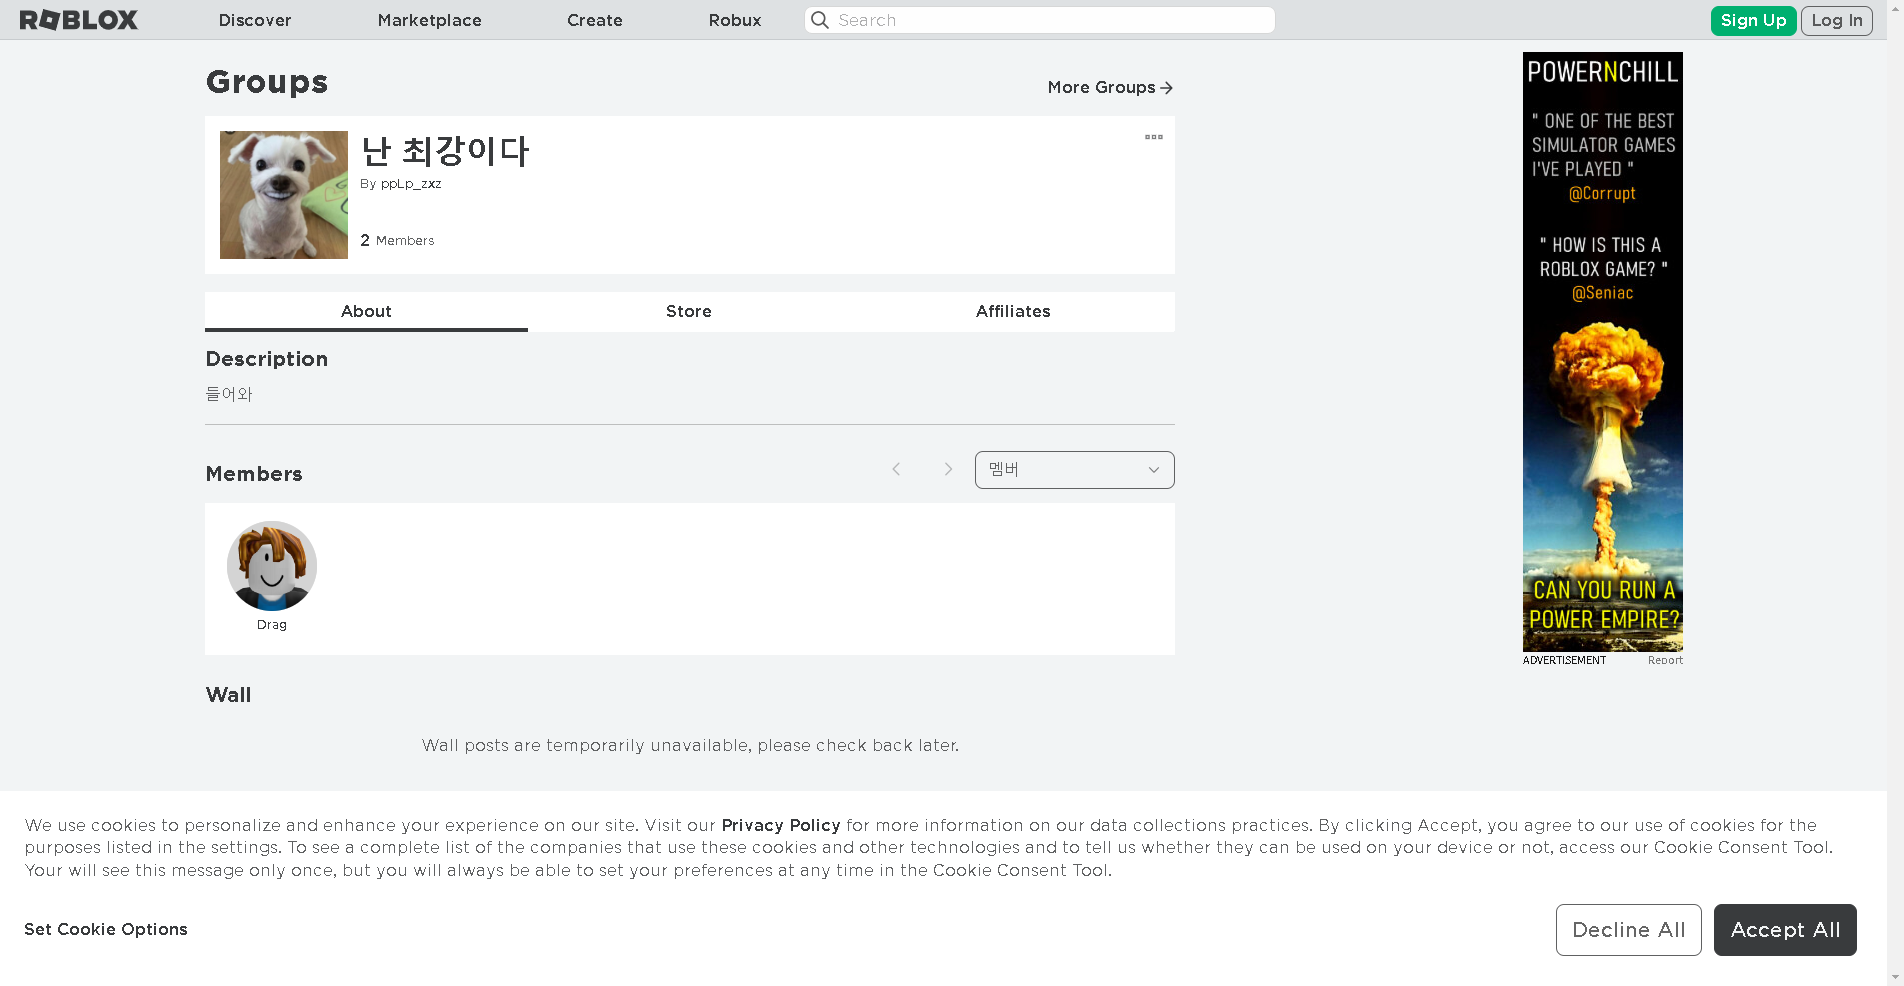 ROBLOX
Discover
Marketplace
Create
Robux
Search
Sign Up
Log In
Groups
More Groups
난 최강이다
By ppLp_zxz
2 Members
About
Store
Affiliates
Description
들어와
Members
멤버
Drag
Wall
Wall posts are temporarily unavailable, please check back later.
POWERNCHILL
" ONE OF THE BEST
SIMULATOR GAMES
I'VE PLAYED "
@Corrupt
" HOW IS THIS A
ROBLOX GAME? "
@Seniac
CAN YOU RUN A
POWER EMPIRE?
ADVERTISEMENT
Report
We use cookies to personalize and enhance your experience on our site. Visit our Privacy Policy for more information on our data collections practices. By clicking Accept, you agree to our use of cookies for the
purposes listed in the settings. To see a complete list of the companies that use these cookies and other technologies and to tell us whether they can be used on your device or not, access our Cookie Consent Tool.
Your will see this message only once, but you will always be able to set your preferences at any time in the Cookie Consent Tool.
Set Cookie Options
Decline All
Accept All